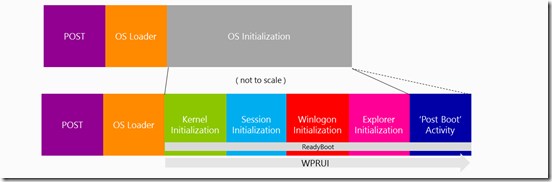 POST
OS Loader
OS Initialization
( not to scale )
POST
OS Loader
Kernel
Initialization
Session
Initialization
Winlogon
Initialization
Explorer
Initialization
‘Post Boot’
Activity
ReadyBoot
WPRUI